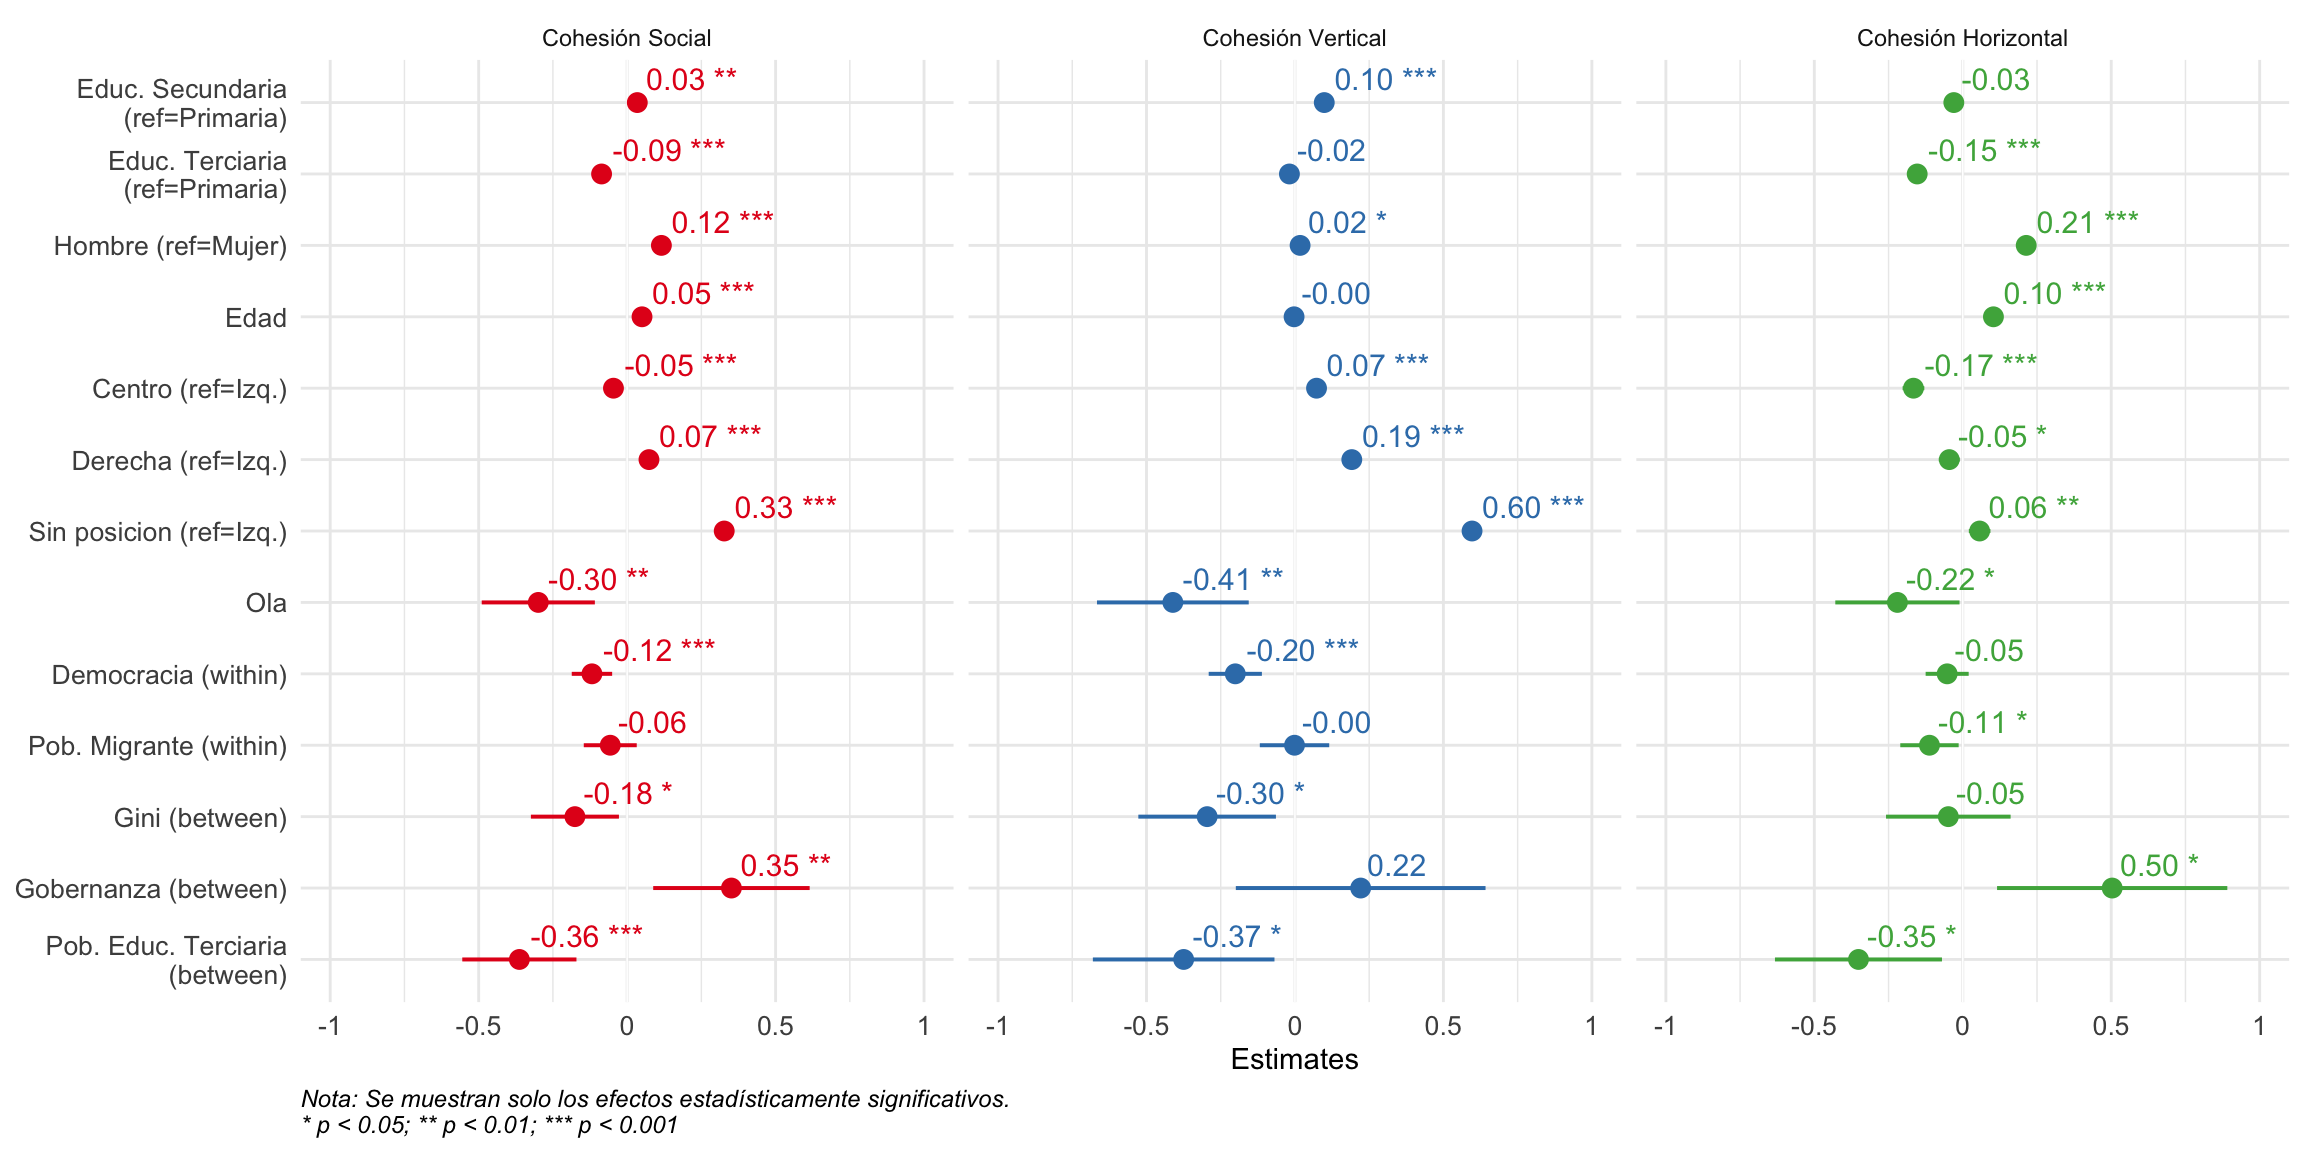 Cohesión Social
Cohesión Vertical
Cohesión Horizontal
Educ. Secundaria
(ref=Primaria)
0.03 **
0.10 ***
-0.03
Educ. Terciaria
(ref=Primaria)
-0.09 ***
-0.02
-0.15 ***
Hombre (ref=Mujer)
0.12 ***
0.02 *
0.21 ***
Edad
0.05 ***
-0.00
0.10 ***
Centro (ref=Izq.)
-0.05 ***
0.07 ***
-0.17 ***
Derecha (ref=Izq.)
0.07 ***
0.19 ***
-0.05 *
Sin posicion (ref=Izq.)
0.33 ***
0.60 ***
0.06 **
Ola
-0.30 **
-0.41 **
-0.22 *
Democracia (within)
-0.12 ***
-0.20 ***
-0.05
Pob. Migrante (within)
-0.06
-0.00
-0.11 *
Gini (between)
-0.18 *
-0.30 *
-0.05
Gobernanza (between)
0.35 **
0.22
0.50 *
Pob. Educ. Terciaria
(between)
-0.36 ***
-0.37 *
-0.35 *
-1 -0.5 0 0.5 1
-1 -0.5 0 0.5 1
-1 -0.5 0 0.5 1
Estimates
Nota: Se muestran solo los efectos estadísticamente significativos.
* p < 0.05; ** p < 0.01; *** p < 0.001